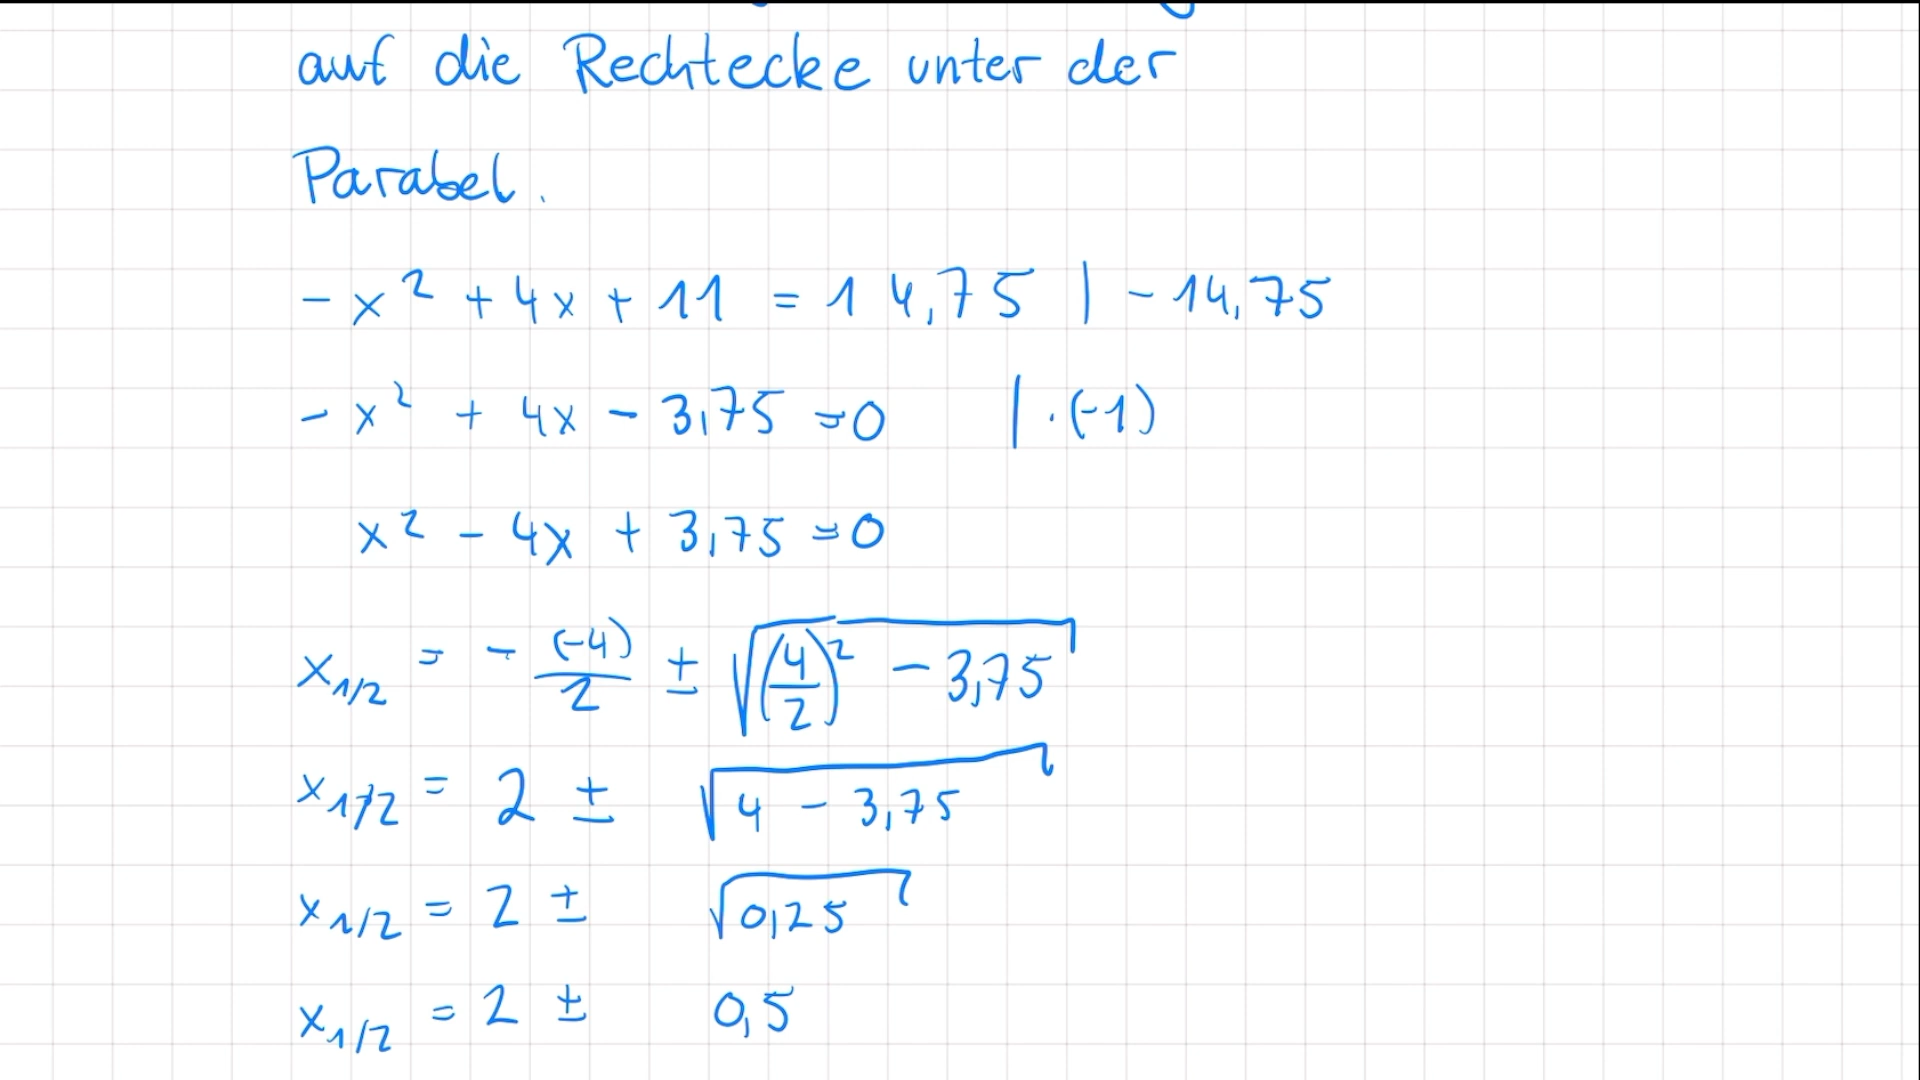 auf die Rechtecke unter der
Parabel.
-x² + 4x + 11 = 14,75 | - 14,75
-x² + 4x - 3,75 = 0 | · (-1)
x² - 4x + 3,75 = 0
x₁/₂ = - (-4)/2 ± √((4/2)² - 3,75)
x₁/₂ = 2 ± √(4 - 3,75)
x₁/₂ = 2 ± √0,25
x₁/₂ = 2 ± 0,5